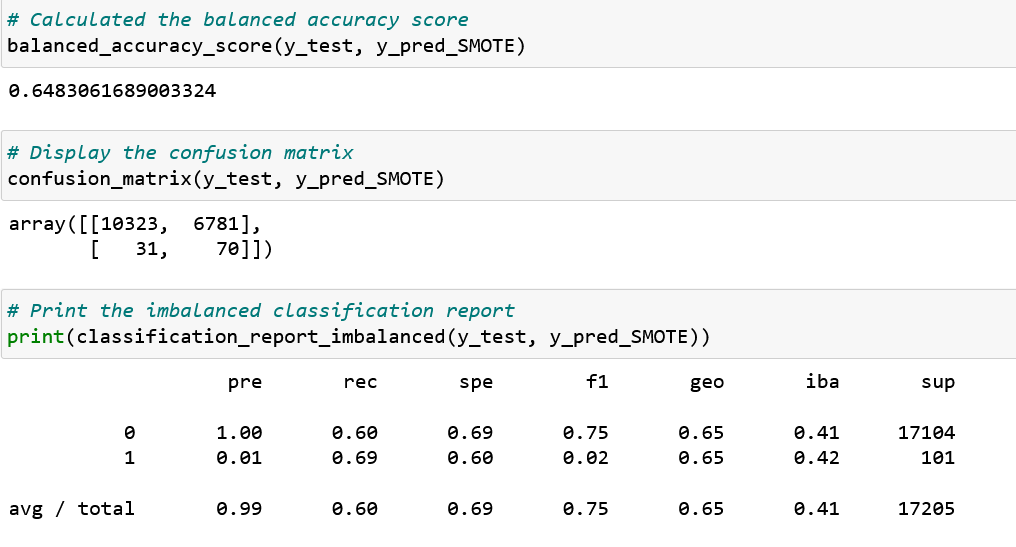 # Calculated the balanced accuracy score
balanced_accuracy_score(y_test, y_pred_SMOTE)
0.6483061689003324
# Display the confusion matrix
confusion_matrix(y_test, y_pred_SMOTE)
array([[10323,  6781],
       [   31,    70]])
# Print the imbalanced classification report
print(classification_report_imbalanced(y_test, y_pred_SMOTE))
                   pre       rec       spe        f1       geo       iba       sup
          0       1.00      0.60      0.69      0.75      0.65      0.41     17104
          1       0.01      0.69      0.60      0.02      0.65      0.42       101
avg / total       0.99      0.60      0.69      0.75      0.65      0.41     17205